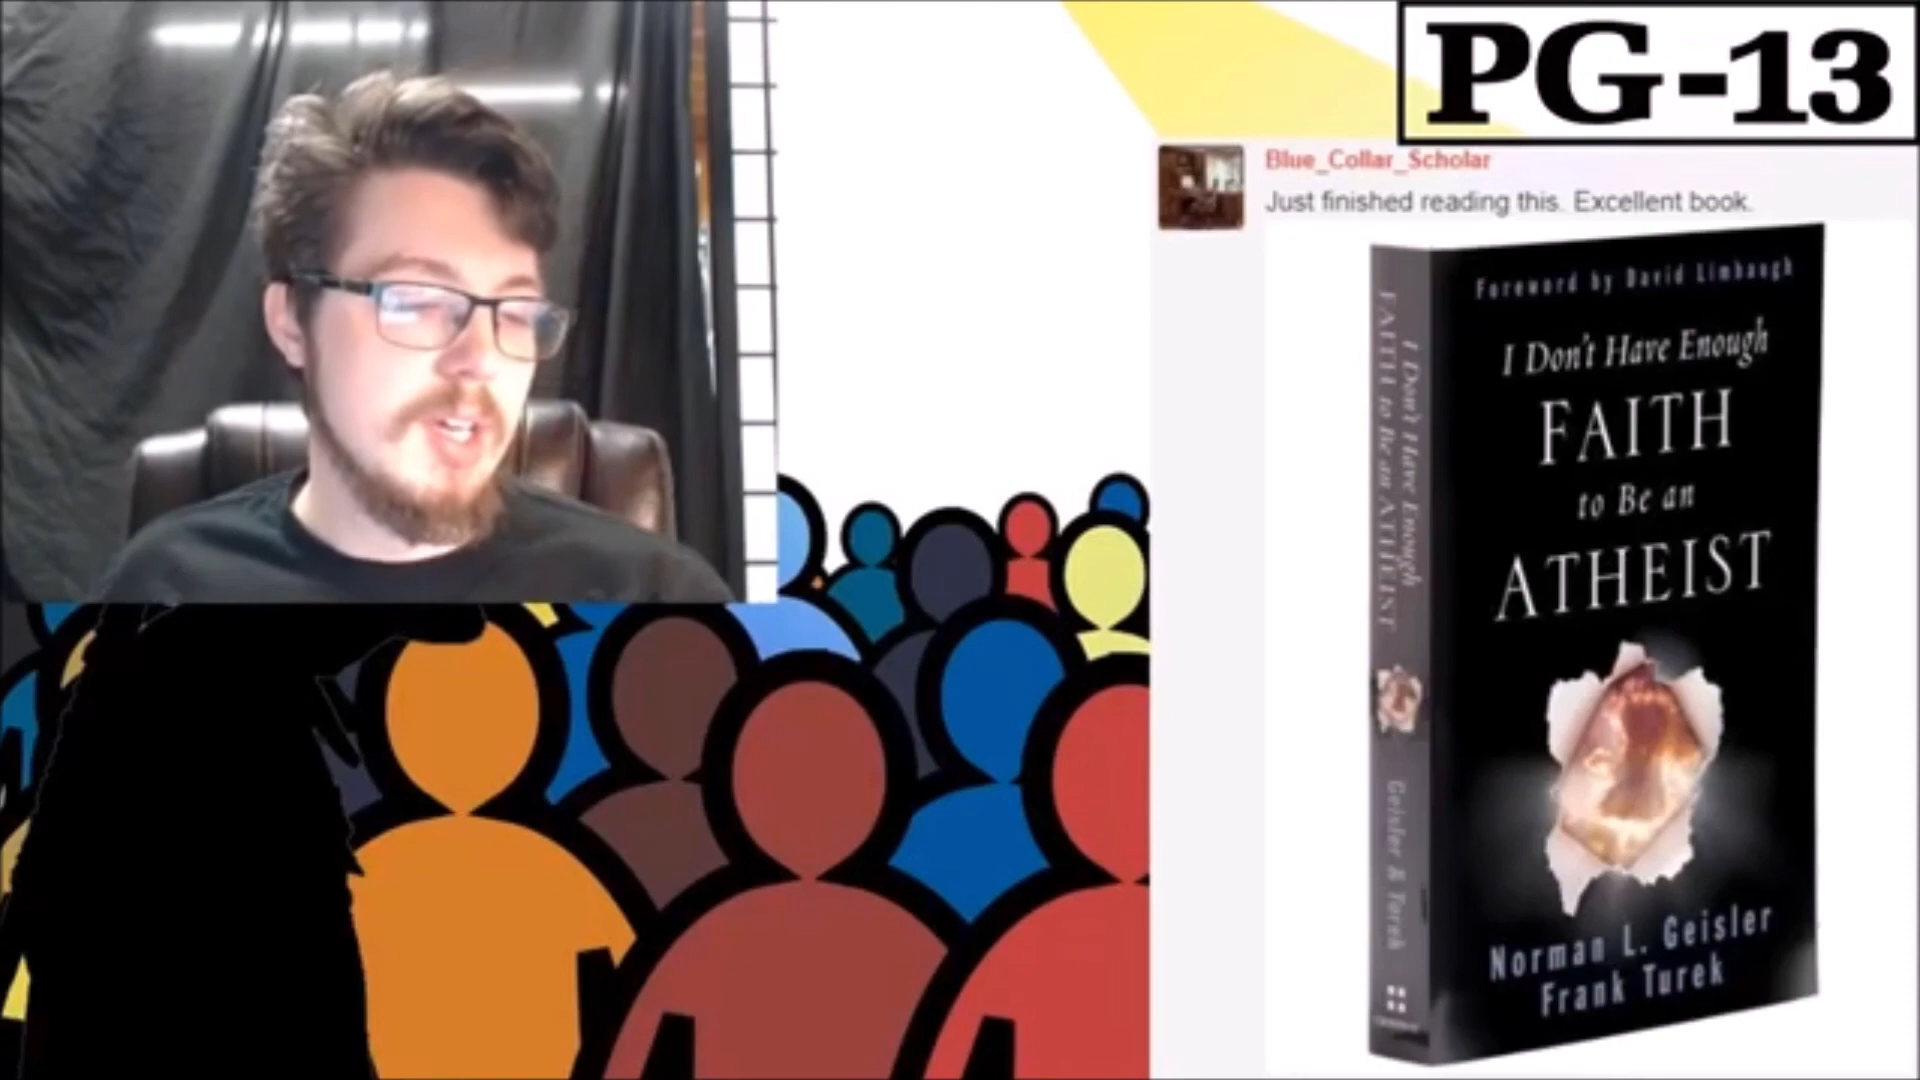 PG-13
Blue_Collar_Scholar
Just finished reading this. Excellent book.
Foreword by David Limbaugh
I Don't Have Enough
FAITH
to Be an
ATHEIST
Norman L. Geisler
Frank Turek
I Don't Have Enough
FAITH to Be an ATHEIST
Geisler & Turek